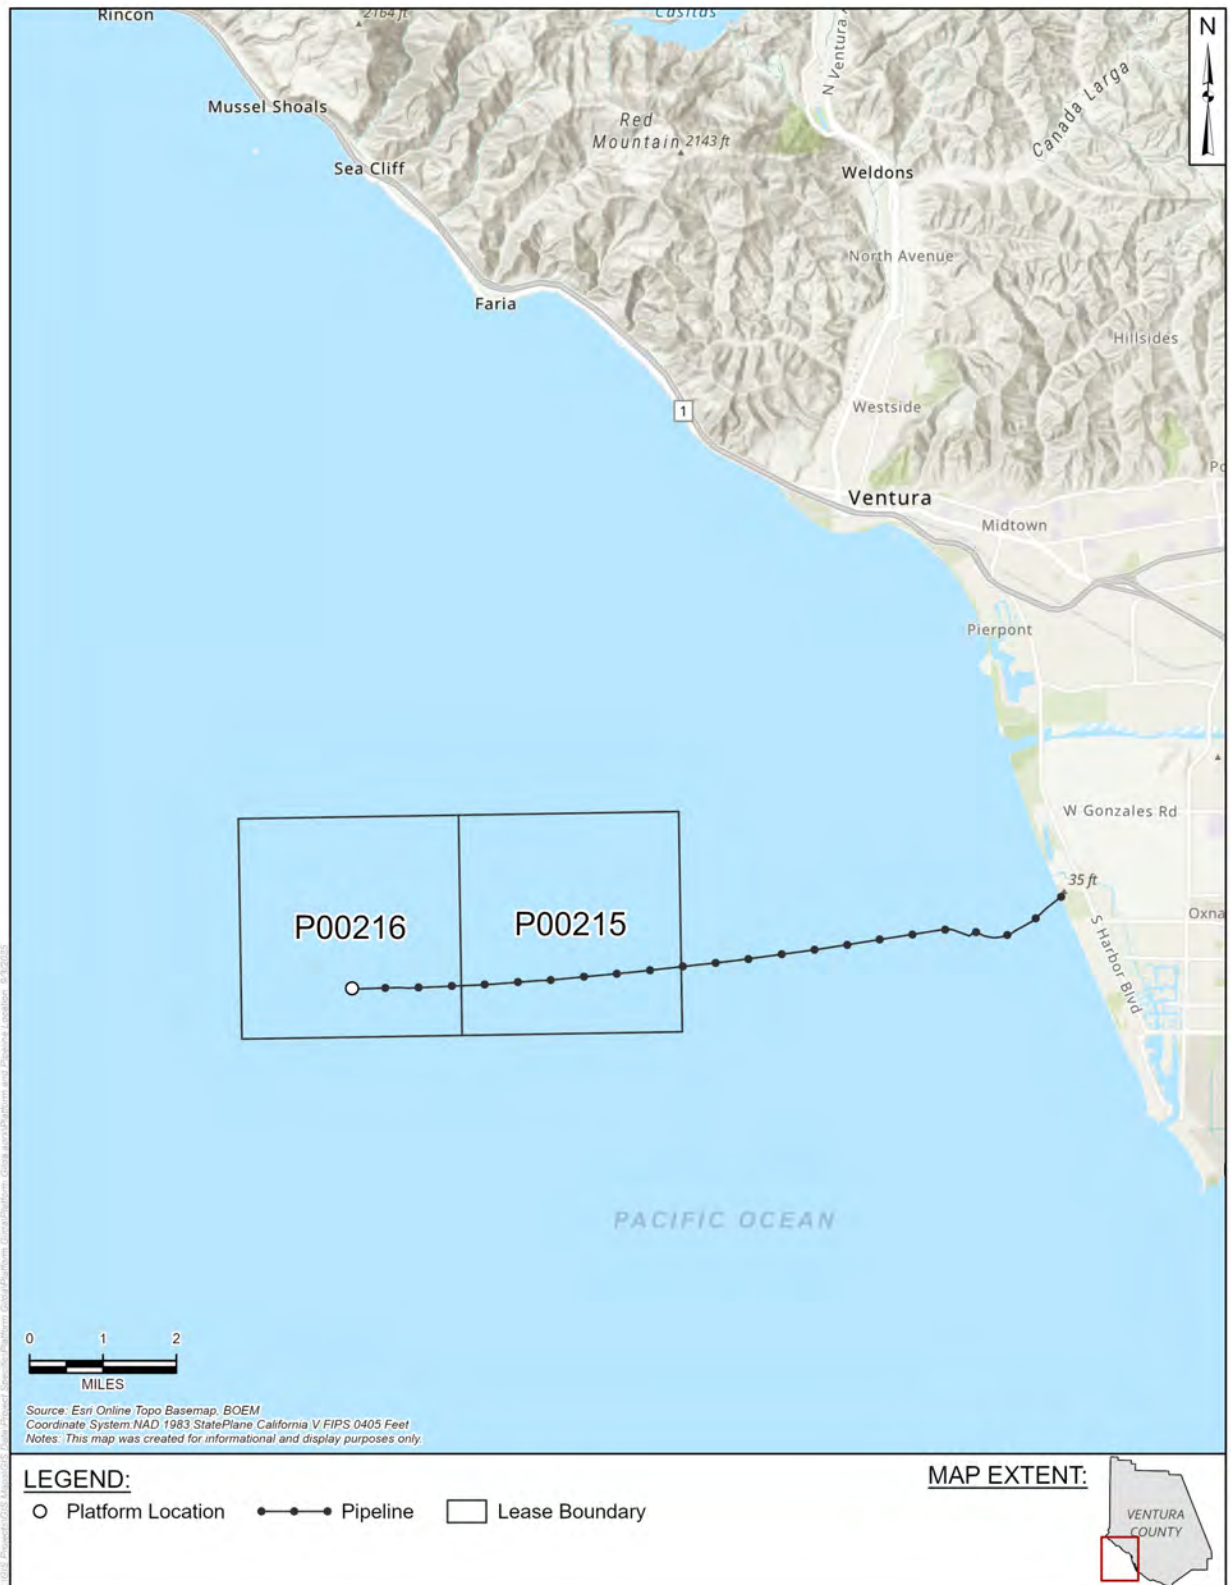 Rincon
2164 ft
Casitas
N
N Ventura A
Mussel Shoals
Red
Mountain 2143 ft
Canada Larga
Sea Cliff
Weldons
North Avenue
Faria
Hillsides
1
Westside
Ventura
Midtown
Pierpont
W Gonzales Rd
35 ft
P00216
P00215
S Harbor Blvd
Oxna
PACIFIC OCEAN
0 1 2
MILES
Source: Esri Online Topo Basemap, BOEM
Coordinate System:NAD 1983 StatePlane California V FIPS 0405 Feet
Notes: This map was created for informational and display purposes only.
LEGEND:
Platform Location
Pipeline
Lease Boundary
MAP EXTENT:
VENTURA
COUNTY